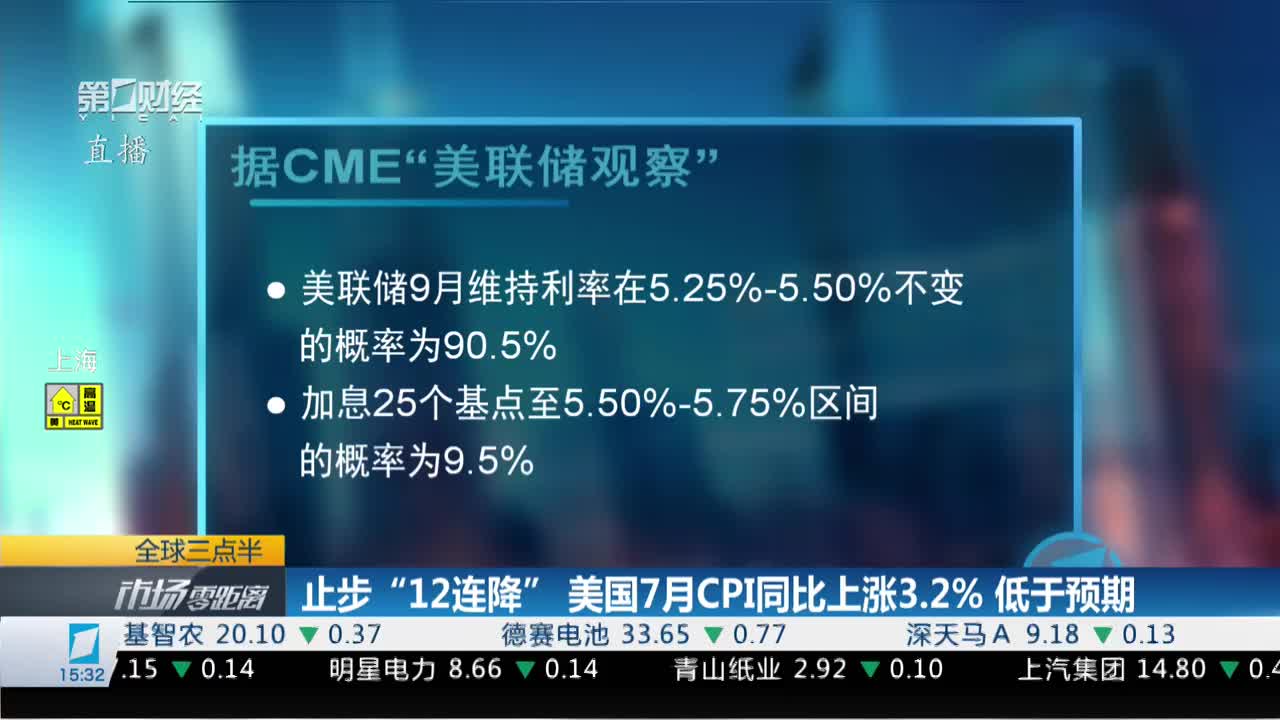 第一财经
YICAI
直播
据CME“美联储观察”
● 美联储9月维持利率在5.25%-5.50%不变
的概率为90.5%
● 加息25个基点至5.50%-5.75%区间
的概率为9.5%
上海
℃ 高温
黄 HEAT WAVE
全球三点半
市场零距离
止步“12连降” 美国7月CPI同比上涨3.2% 低于预期
基智农 20.10 ▼ 0.37 德赛电池 33.65 ▼ 0.77 深天马A 9.18 ▼ 0.13
15:32
.15 ▼ 0.14 明星电力 8.66 ▼ 0.14 青山纸业 2.92 ▼ 0.10 上汽集团 14.80 ▼